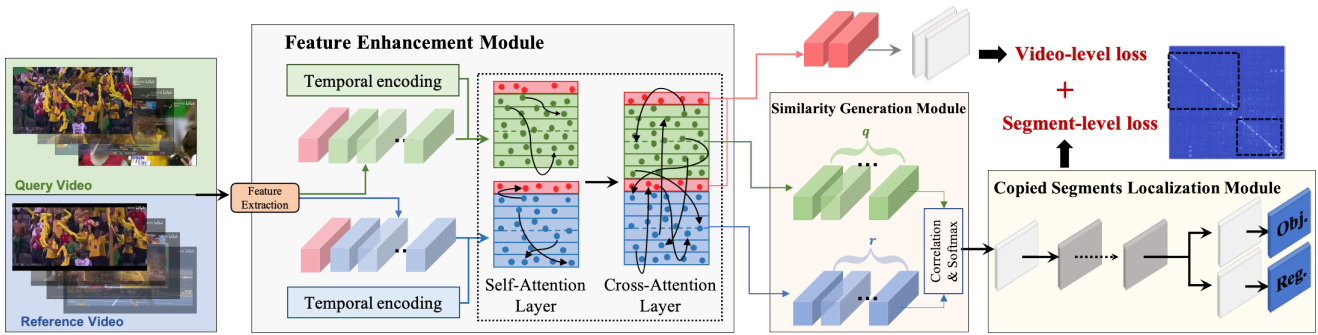 Query Video
Reference Video
Feature
Extraction
Feature Enhancement Module
Temporal encoding
Temporal encoding
Self-Attention
Layer
Cross-Attention
Layer
Similarity Generation Module
q
r
Correlation
& Softmax
Video-level loss
+
Segment-level loss
Copied Segments Localization Module
Obj.
Reg.